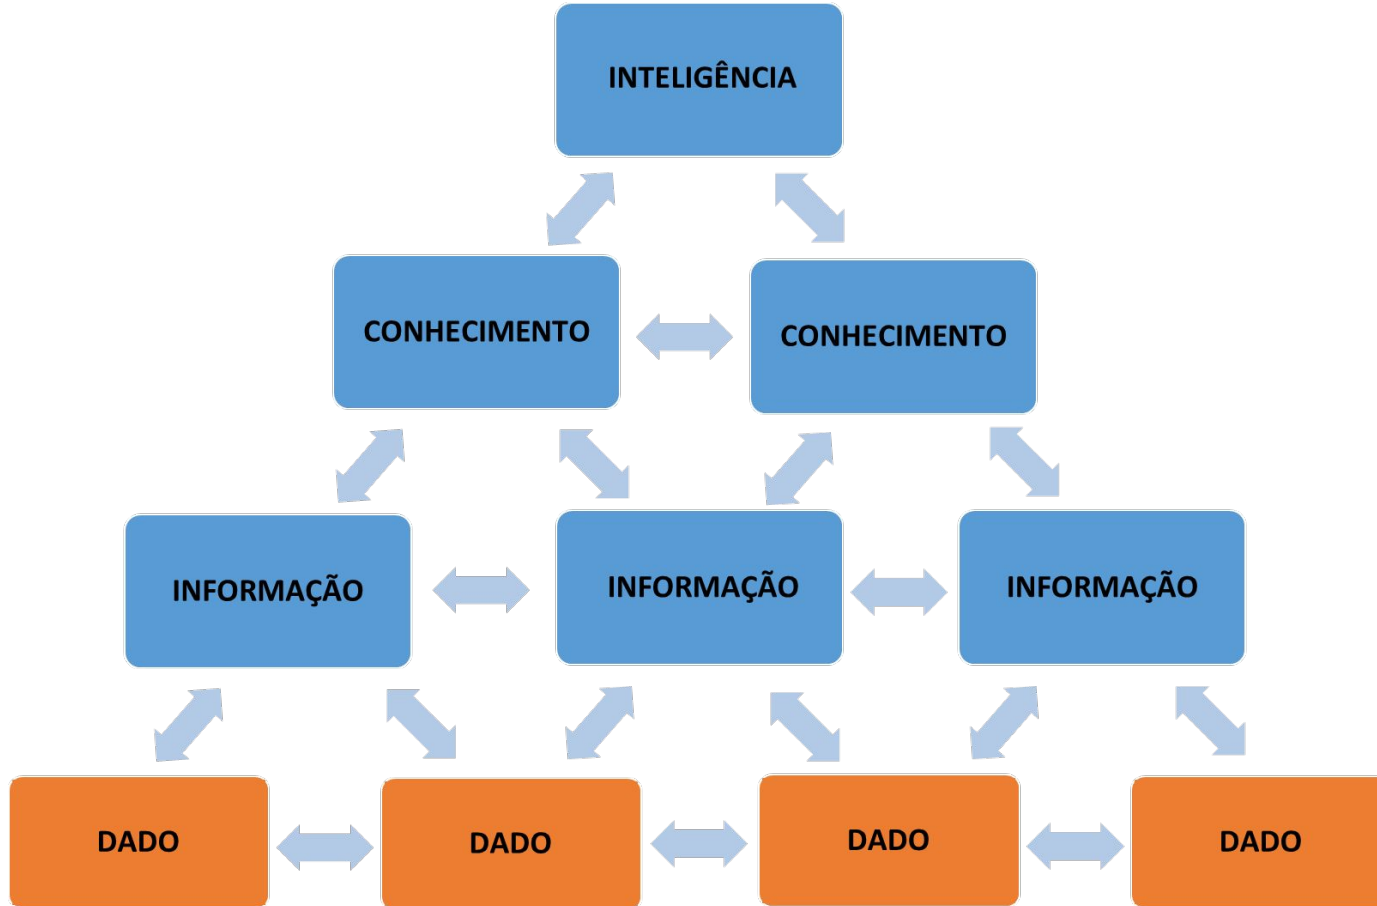 INTELIGÊNCIA
CONHECIMENTO
CONHECIMENTO
INFORMAÇÃO
INFORMAÇÃO
INFORMAÇÃO
DADO
DADO
DADO
DADO